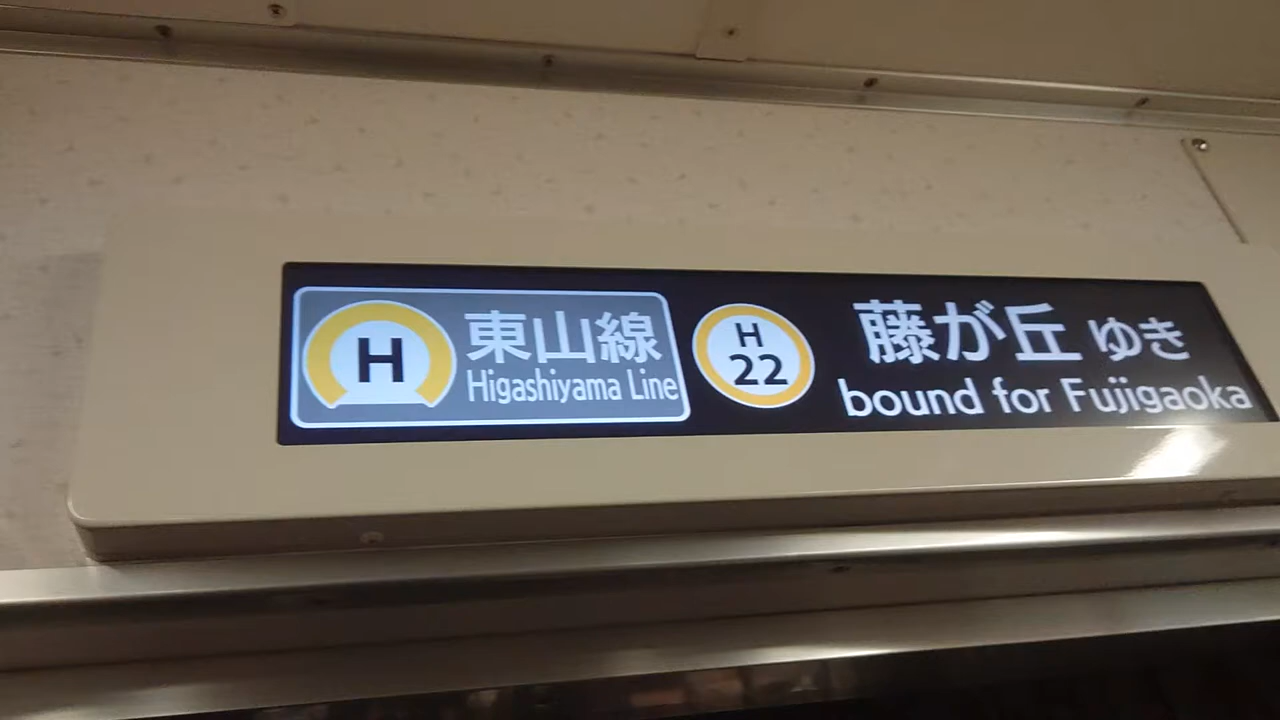 H
東山線
Higashiyama Line
H
22
藤が丘 ゆき
bound for Fujigaoka